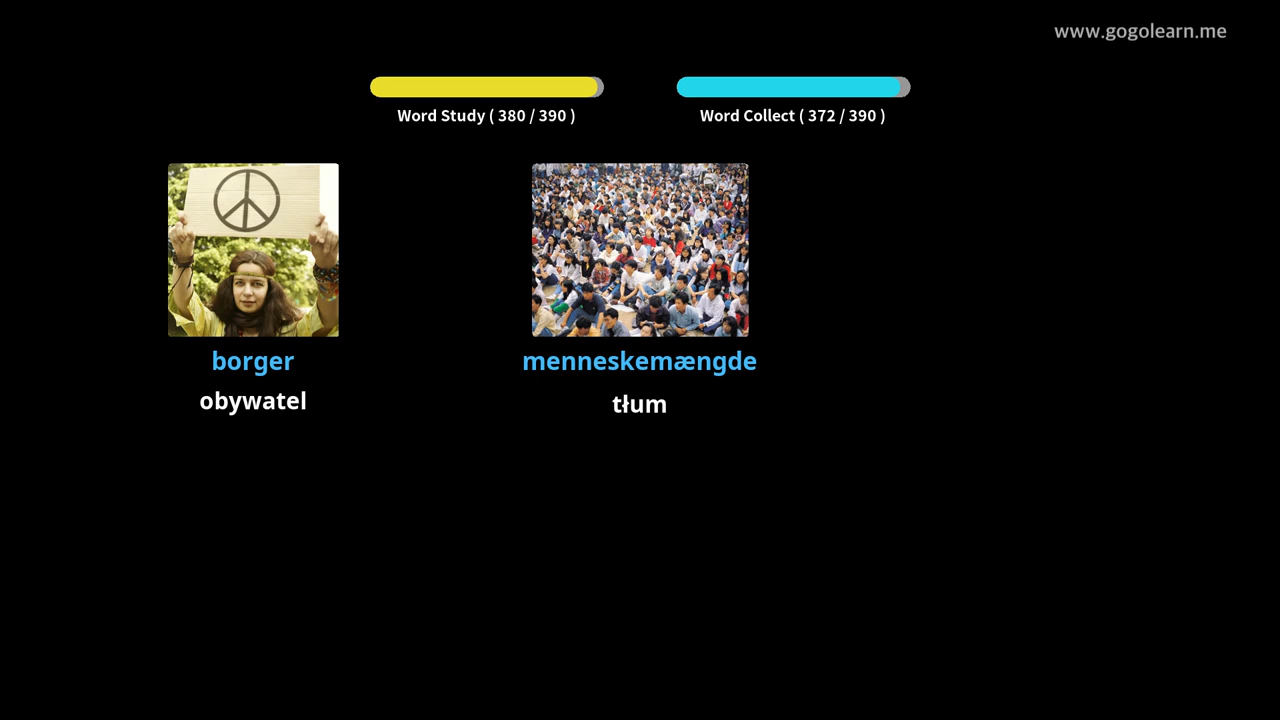 www.gogolearn.me
Word Study ( 380 / 390 )
Word Collect ( 372 / 390 )
borger
obywatel
menneskemængde
tłum